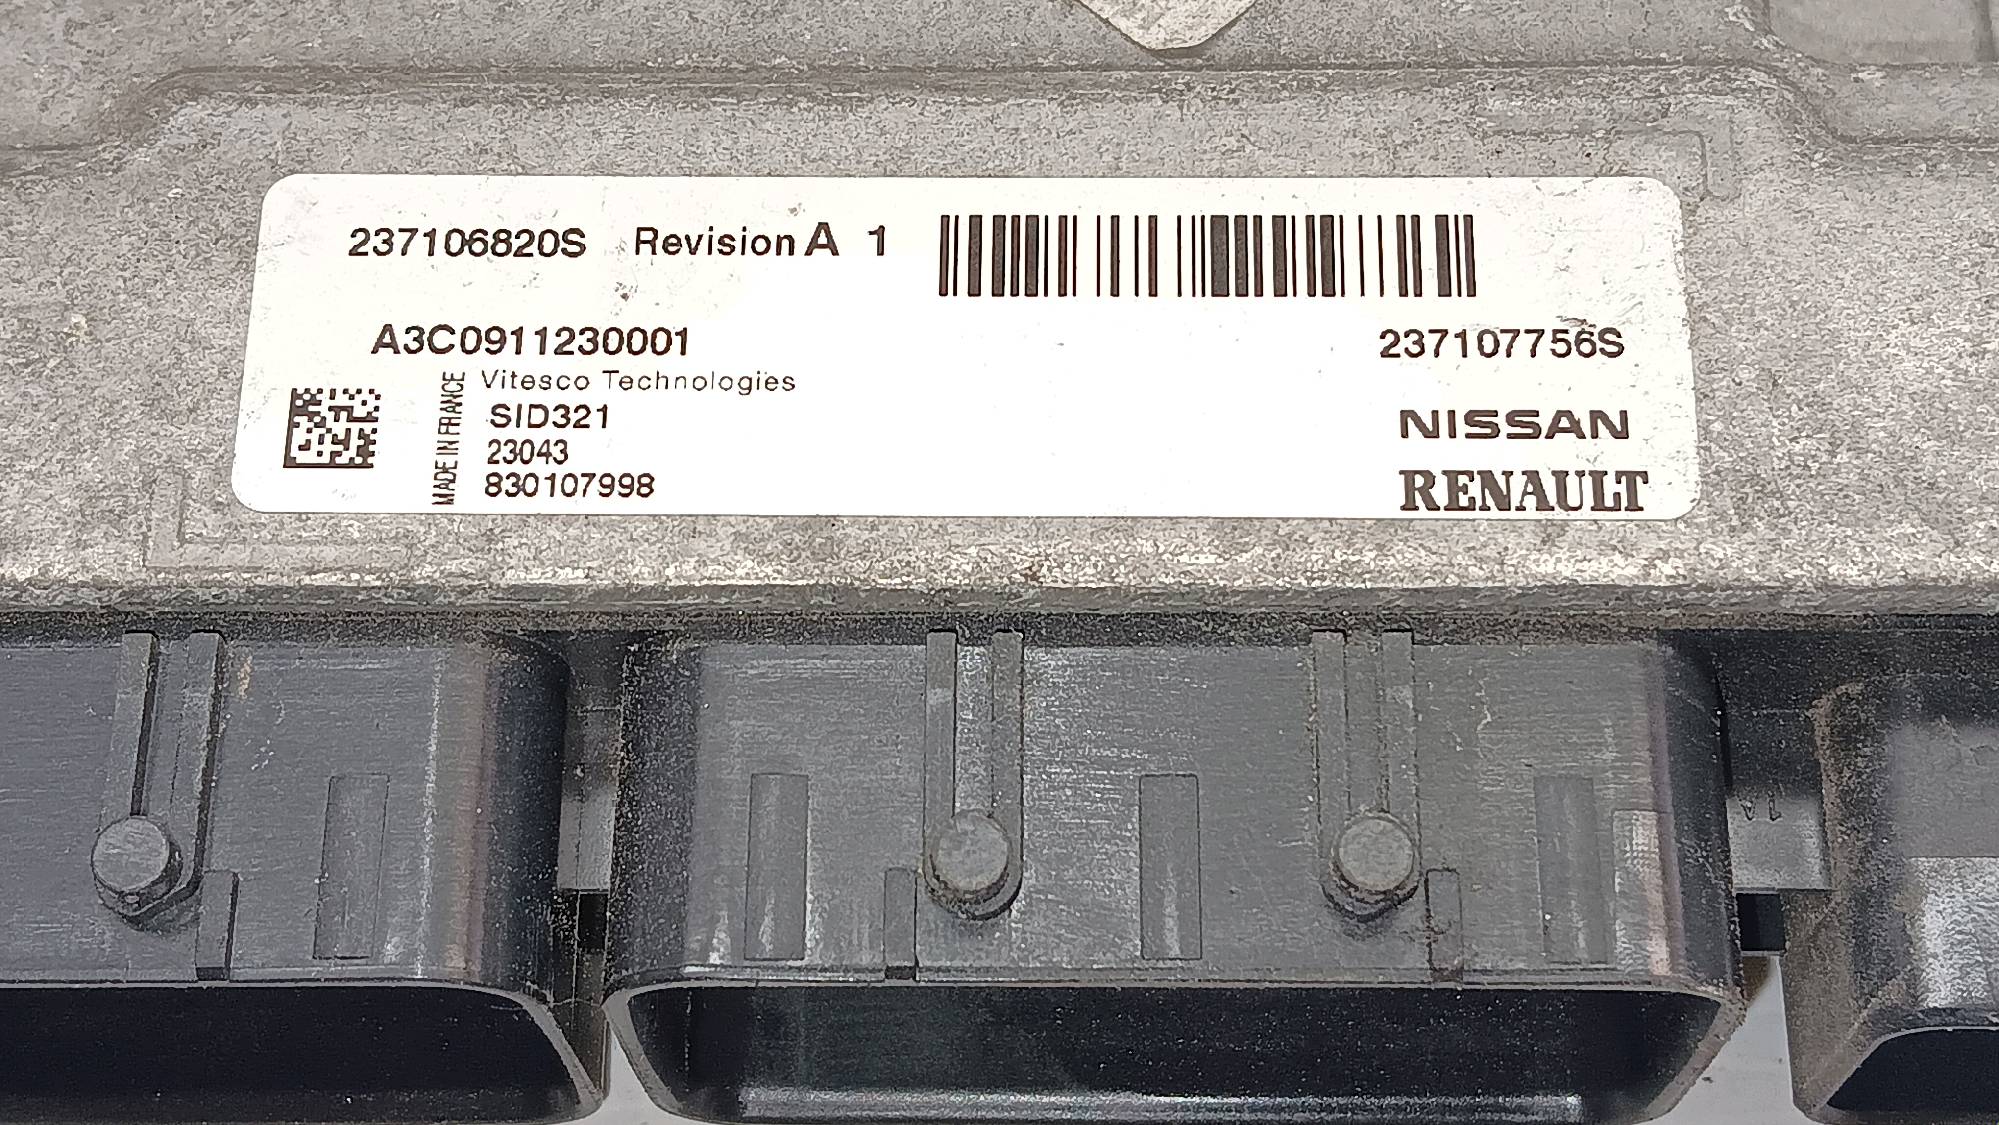 237106820S Revision A 1
A3C0911230001
237107756S
MADE IN FRANCE
Vitesco Technologies
SID321
23043
830107998
NISSAN
RENAULT